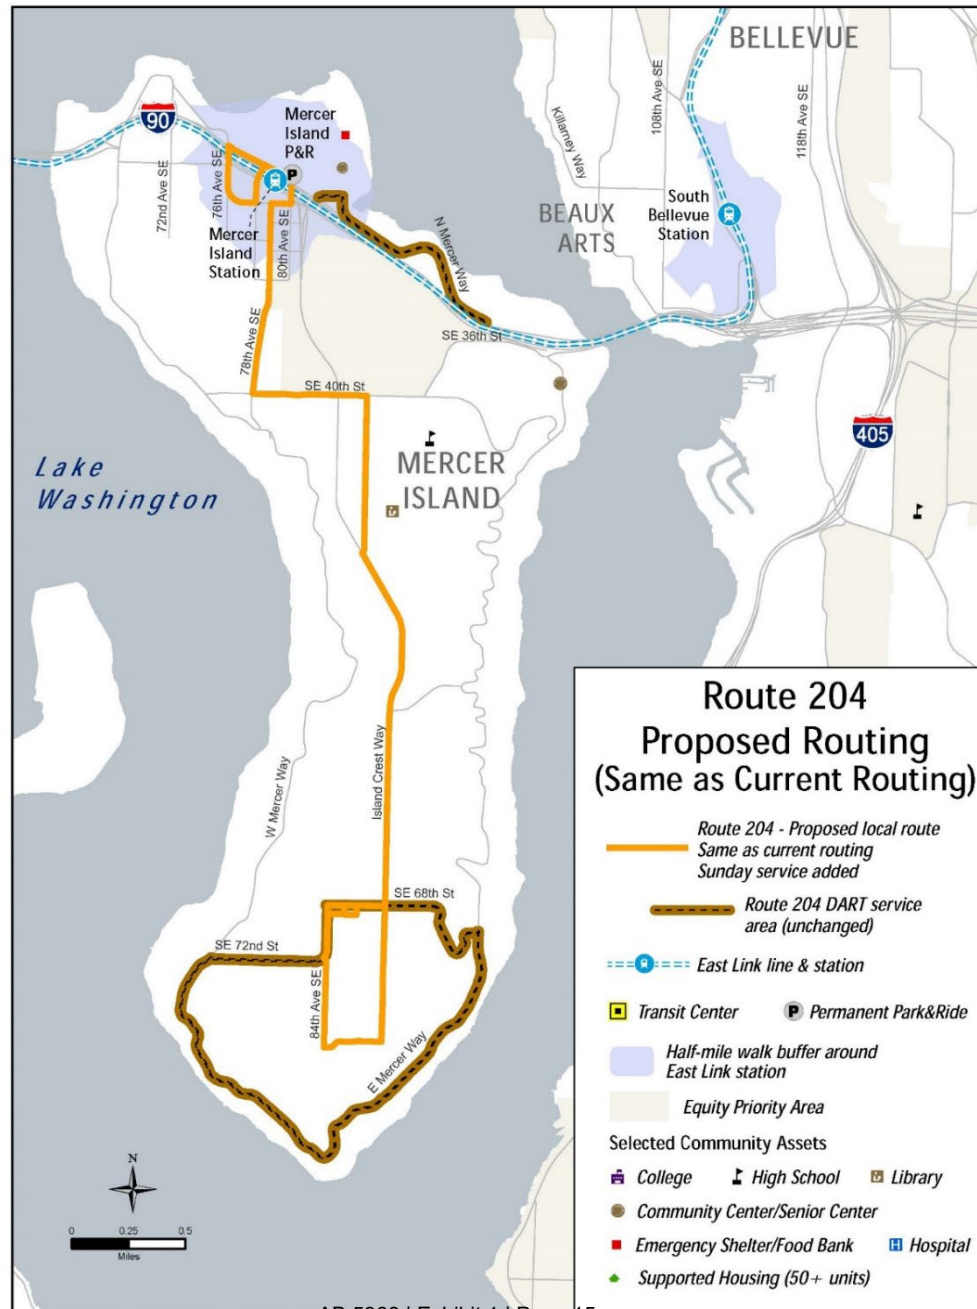 BELLEVUE
108th Ave SE
118th Ave SE
Killarney Way
90
Mercer
Island
P&R
P
72nd Ave SE
76th Ave SE
80th Ave SE
Mercer
Island
Station
N Mercer Way
BEAUX
ARTS
South
Bellevue
Station
78th Ave SE
SE 36th St
SE 40th St
405
Lake
Washington
MERCER
ISLAND
W Mercer Way
Island Crest Way
SE 68th St
SE 72nd St
84th Ave SE
E Mercer Way
N
0 0.25 0.5
Miles
Route 204
Proposed Routing
(Same as Current Routing)
Route 204 - Proposed local route
Same as current routing
Sunday service added
Route 204 DART service
area (unchanged)
East Link line & station
Transit Center
P Permanent Park&Ride
Half-mile walk buffer around
East Link station
Equity Priority Area
Selected Community Assets
College
High School
Library
Community Center/Senior Center
Emergency Shelter/Food Bank
H Hospital
Supported Housing (50+ units)